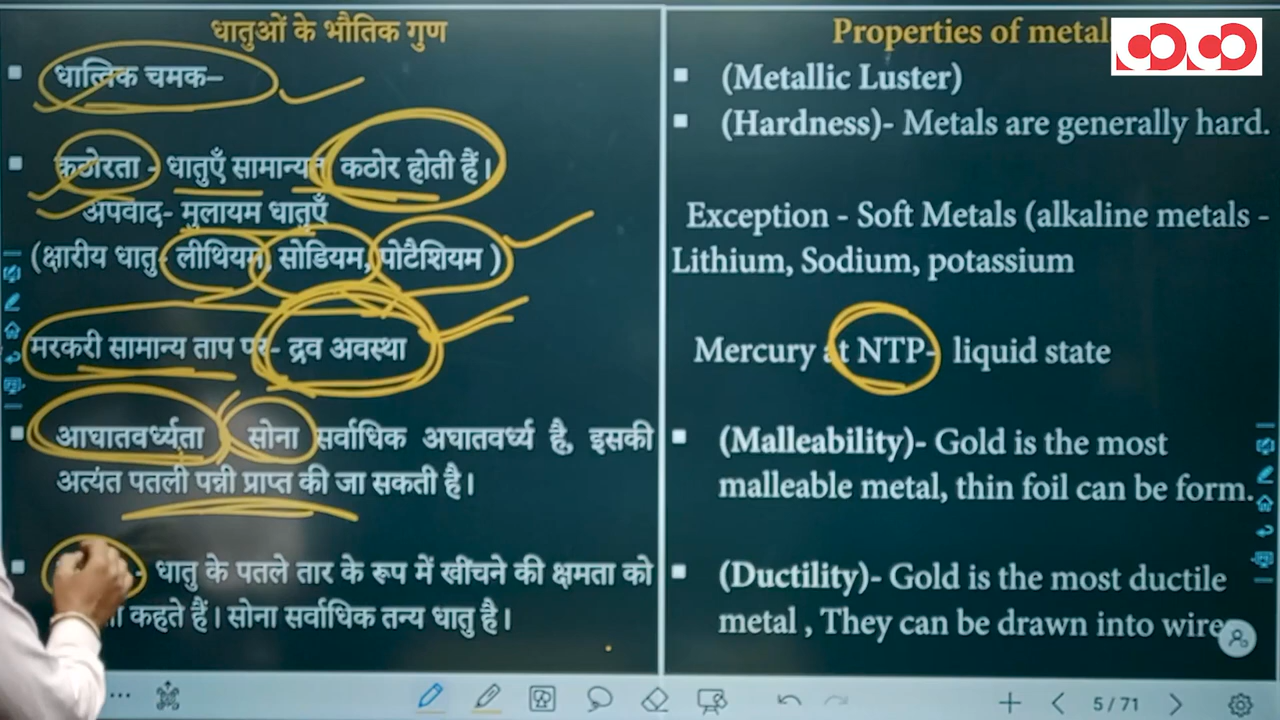 धातुओं के भौतिक गुण
धात्विक चमक–
कठोरता - धातुएँ सामान्यतः कठोर होती हैं।
अपवाद- मुलायम धातुएँ
(क्षारीय धातु- लीथियम, सोडियम, पोटैशियम )
मरकरी सामान्य ताप पर- द्रव अवस्था
आघातवर्ध्यता सोना सर्वाधिक अघातवर्ध्य है, इसकी
अत्यंत पतली पन्नी प्राप्त की जा सकती है।
- धातु के पतले तार के रूप में खींचने की क्षमता को
कहते हैं। सोना सर्वाधिक तन्य धातु है।
Properties of metal
(Metallic Luster)
(Hardness)- Metals are generally hard.
Exception - Soft Metals (alkaline metals -
Lithium, Sodium, potassium
Mercury at NTP- liquid state
(Malleability)- Gold is the most
malleable metal, thin foil can be form.
(Ductility)- Gold is the most ductile
metal , They can be drawn into wire
5 / 71